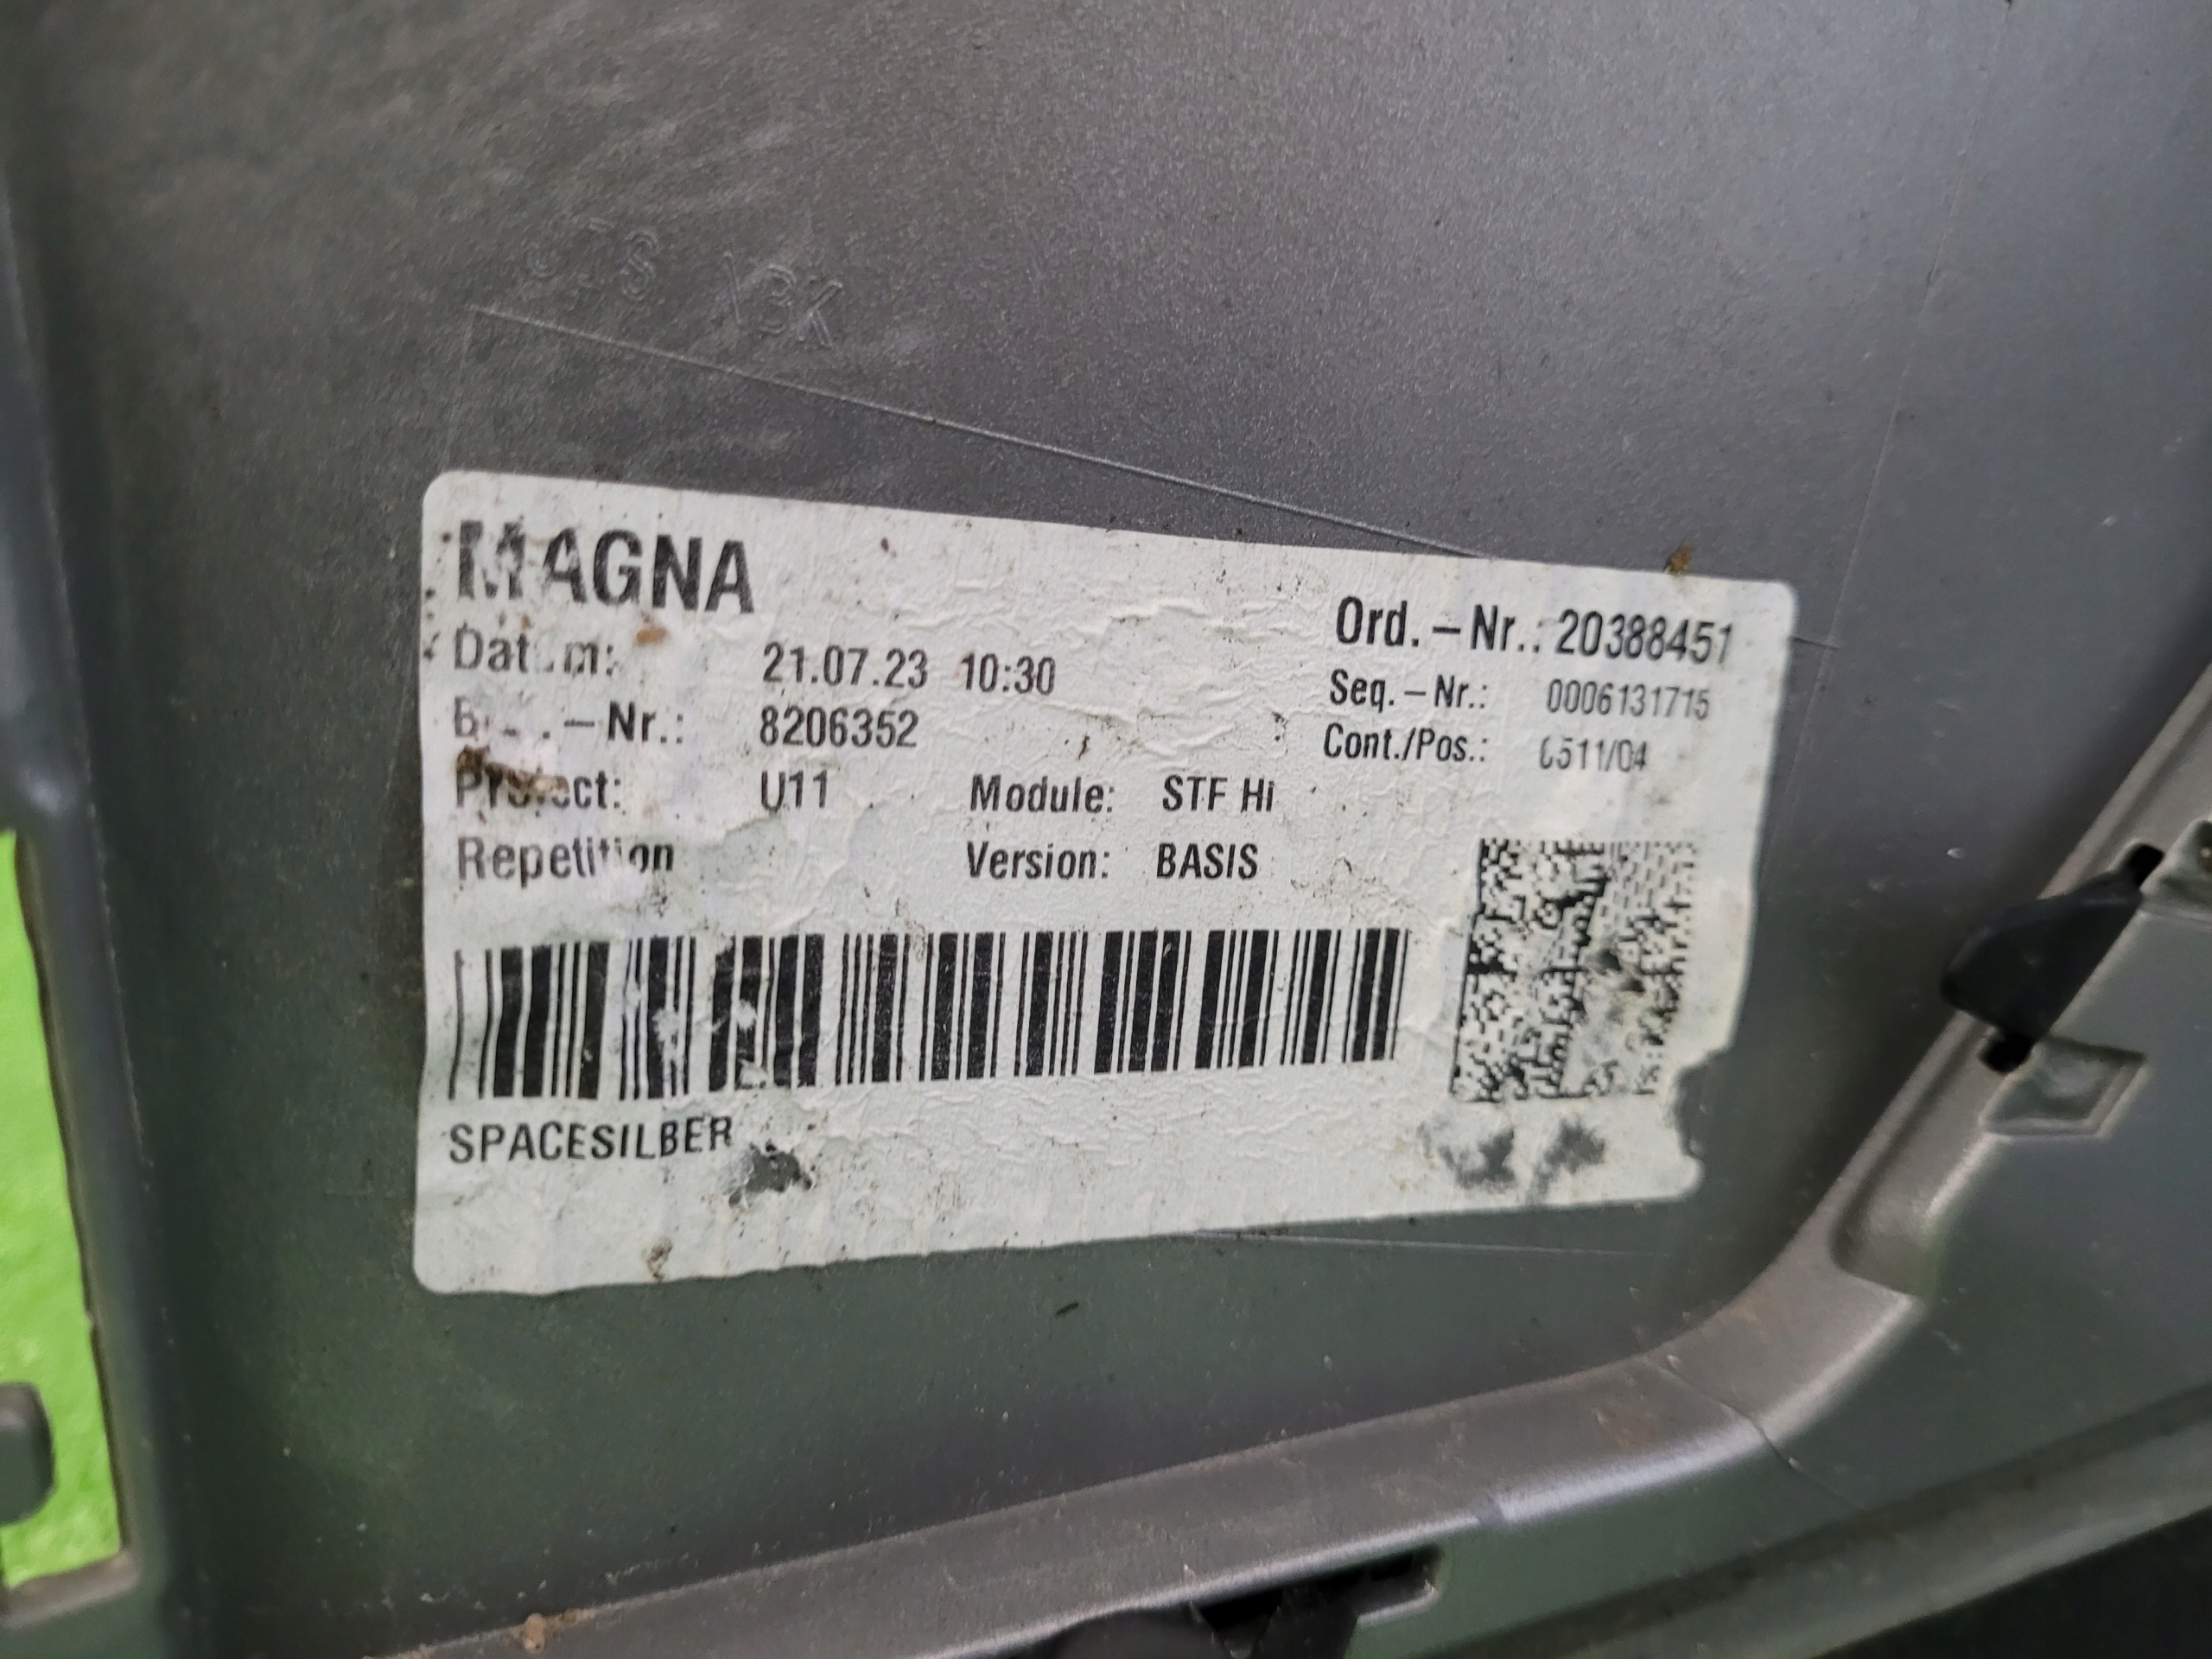 MAGNA
Ord.-Nr.: 20388451
Datum: 21.07.23 10:30
Seq.-Nr.: 0006131715
-Nr.: 8206352
Cont./Pos.: 0511/04
Project: U11 Module: STF Hi
Repetition Version: BASIS
SPACESILBER